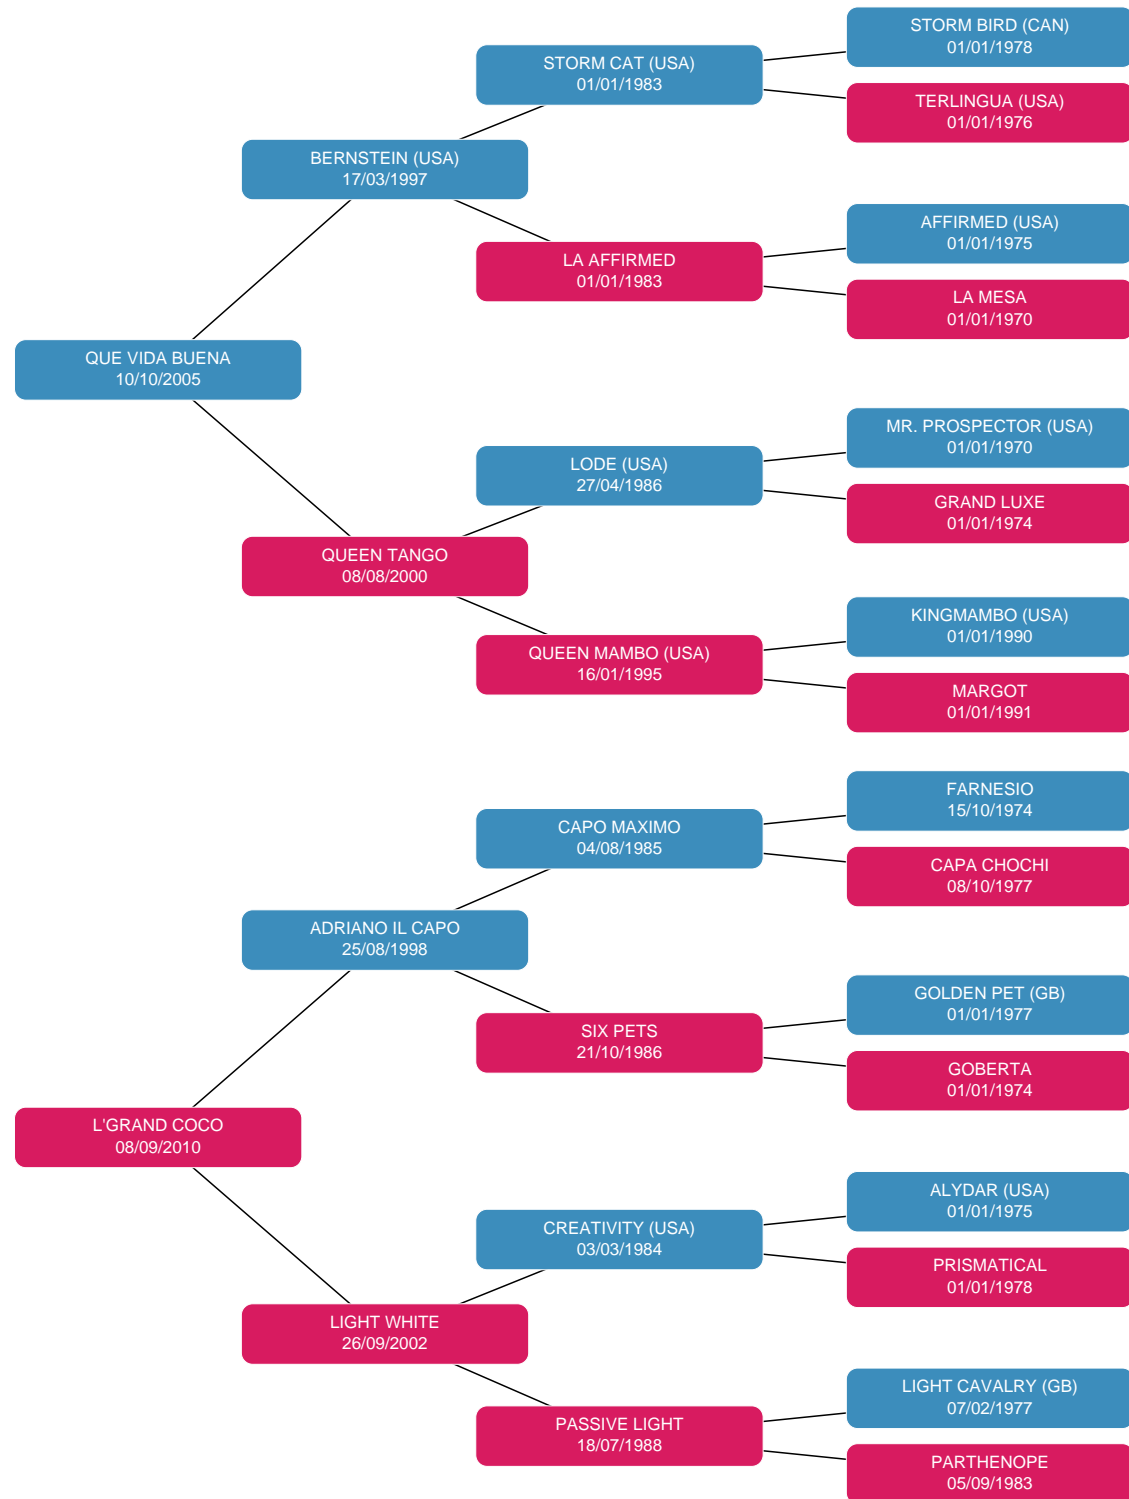 STORM BIRD (CAN)
01/01/1978
STORM CAT (USA)
01/01/1983
TERLINGUA (USA)
01/01/1976
BERNSTEIN (USA)
17/03/1997
AFFIRMED (USA)
01/01/1975
LA AFFIRMED
01/01/1983
LA MESA
01/01/1970
QUE VIDA BUENA
10/10/2005
MR. PROSPECTOR (USA)
01/01/1970
LODE (USA)
27/04/1986
GRAND LUXE
01/01/1974
QUEEN TANGO
08/08/2000
KINGMAMBO (USA)
01/01/1990
QUEEN MAMBO (USA)
16/01/1995
MARGOT
01/01/1991
FARNESIO
15/10/1974
CAPO MAXIMO
04/08/1985
CAPA CHOCHI
08/10/1977
ADRIANO IL CAPO
25/08/1998
GOLDEN PET (GB)
01/01/1977
SIX PETS
21/10/1986
GOBERTA
01/01/1974
L'GRAND COCO
08/09/2010
ALYDAR (USA)
01/01/1975
CREATIVITY (USA)
03/03/1984
PRISMATICAL
01/01/1978
LIGHT WHITE
26/09/2002
LIGHT CAVALRY (GB)
07/02/1977
PASSIVE LIGHT
18/07/1988
PARTHENOPE
05/09/1983